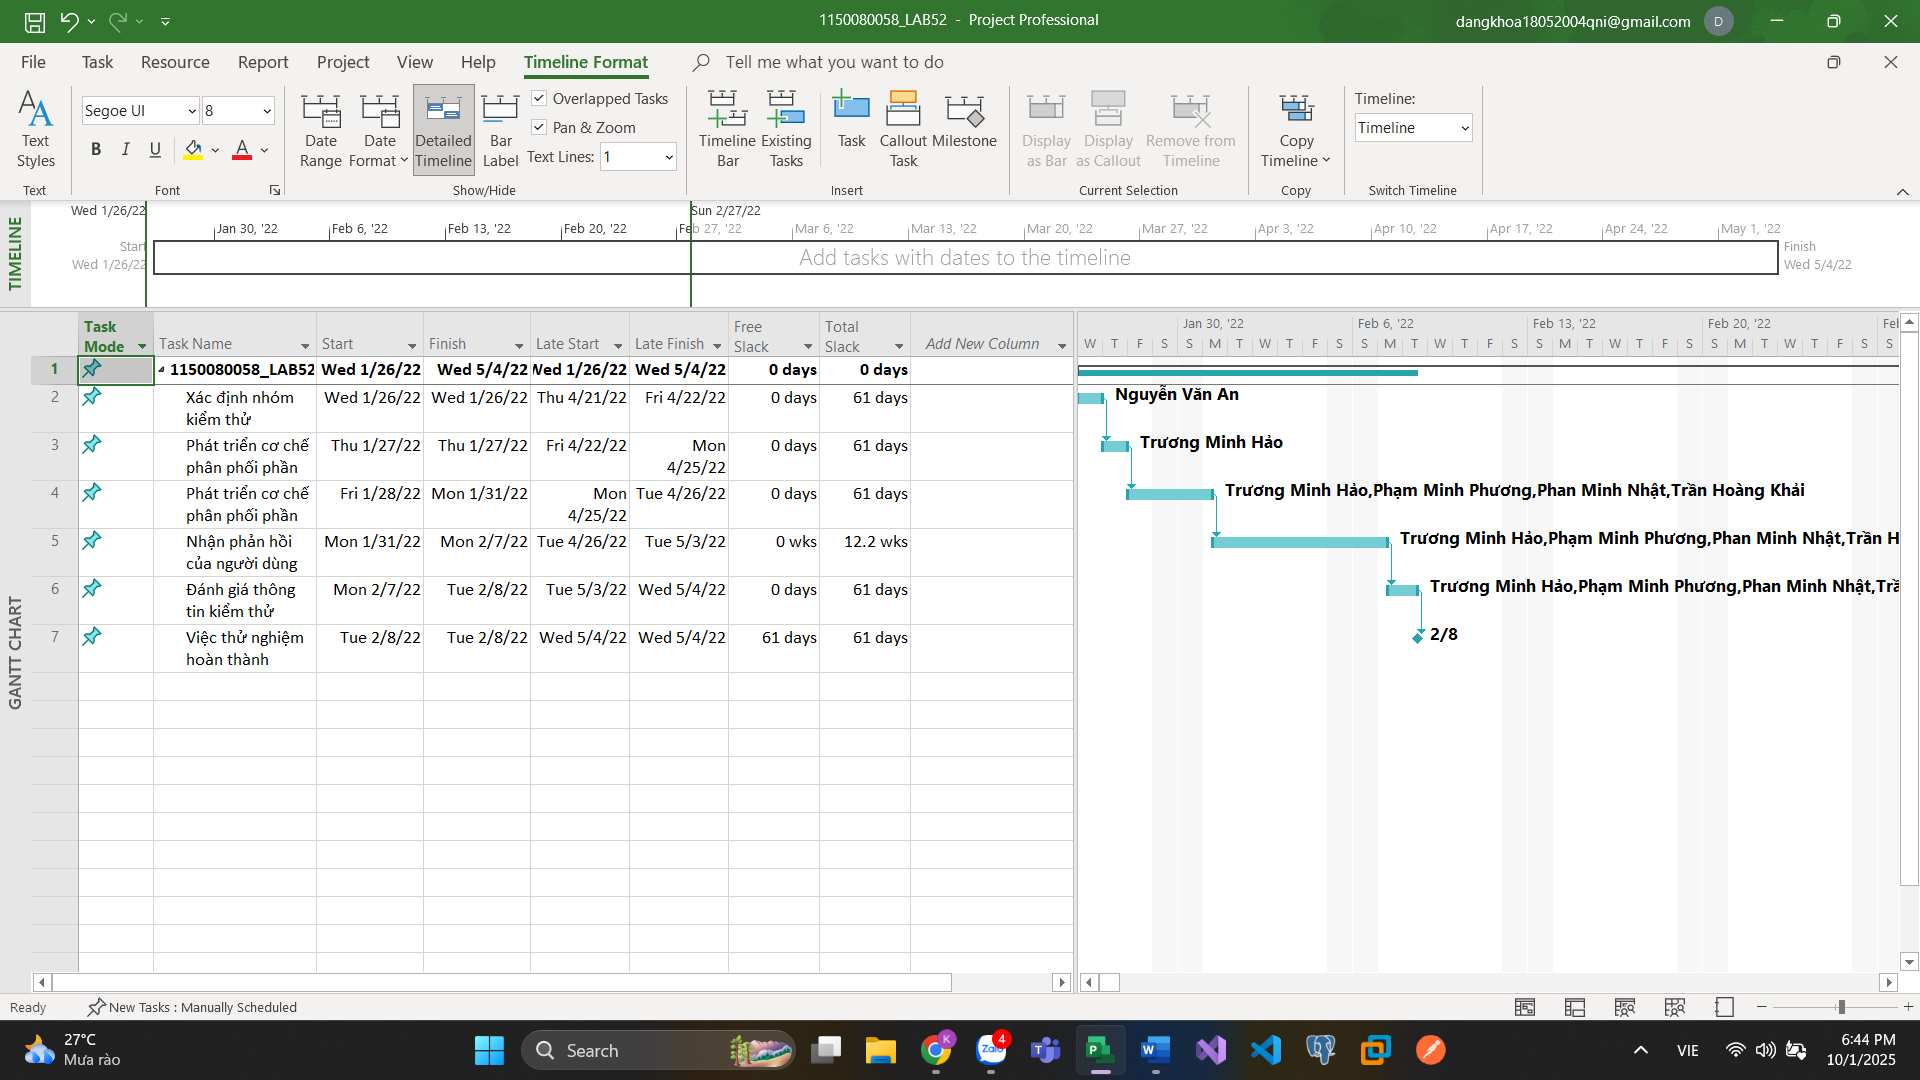 1150080058_LAB52 - Project Professional
dangkhoa18052004qni@gmail.com
D
File Task Resource Report Project View Help Timeline Format Tell me what you want to do
Text Styles
Text
Segoe UI 8
B I U A
Font
Date Range
Date Format
Detailed Timeline
Bar Label
Overlapped Tasks
Pan & Zoom
Text Lines: 1
Show/Hide
Timeline Bar
Existing Tasks
Task
Callout Task
Milestone
Insert
Display as Bar
Display as Callout
Remove from Timeline
Current Selection
Copy Timeline
Copy
Timeline:
Timeline
Switch Timeline
TIMELINE
Wed 1/26/22
Sun 2/27/22
Jan 30, '22 Feb 6, '22 Feb 13, '22 Feb 20, '22 Feb 27, '22 Mar 6, '22 Mar 13, '22 Mar 20, '22 Mar 27, '22 Apr 3, '22 Apr 10, '22 Apr 17, '22 Apr 24, '22 May 1, '22
Start
Wed 1/26/22
Add tasks with dates to the timeline
Finish
Wed 5/4/22
GANTT CHART
Task Mode Task Name Start Finish Late Start Late Finish Free Slack Total Slack Add New Column
1 1150080058_LAB52 Wed 1/26/22 Wed 5/4/22 Wed 1/26/22 Wed 5/4/22 0 days 0 days
2 Xác định nhóm kiểm thử Wed 1/26/22 Wed 1/26/22 Thu 4/21/22 Fri 4/22/22 0 days 61 days
3 Phát triển cơ chế phân phối phần Thu 1/27/22 Thu 1/27/22 Fri 4/22/22 Mon 4/25/22 0 days 61 days
4 Phát triển cơ chế phân phối phần Fri 1/28/22 Mon 1/31/22 Mon 4/25/22 Tue 4/26/22 0 days 61 days
5 Nhận phản hồi của người dùng Mon 1/31/22 Mon 2/7/22 Tue 4/26/22 Tue 5/3/22 0 wks 12.2 wks
6 Đánh giá thông tin kiểm thử Mon 2/7/22 Tue 2/8/22 Tue 5/3/22 Wed 5/4/22 0 days 61 days
7 Việc thử nghiệm hoàn thành Tue 2/8/22 Tue 2/8/22 Wed 5/4/22 Wed 5/4/22 61 days 61 days
Jan 30, '22 Feb 6, '22 Feb 13, '22 Feb 20, '22 Feb
W T F S S M T W T F S S M T W T F S S M T W T F S S M T W T F S S
Nguyễn Văn An
Trương Minh Hảo
Trương Minh Hảo,Phạm Minh Phương,Phan Minh Nhật,Trần Hoàng Khải
Trương Minh Hảo,Phạm Minh Phương,Phan Minh Nhật,Trần H
Trương Minh Hảo,Phạm Minh Phương,Phan Minh Nhật,Trầ
2/8
Ready New Tasks : Manually Scheduled
27°C
Mưa rào
Search
K
Zalo
4
VIE
6:44 PM
10/1/2025